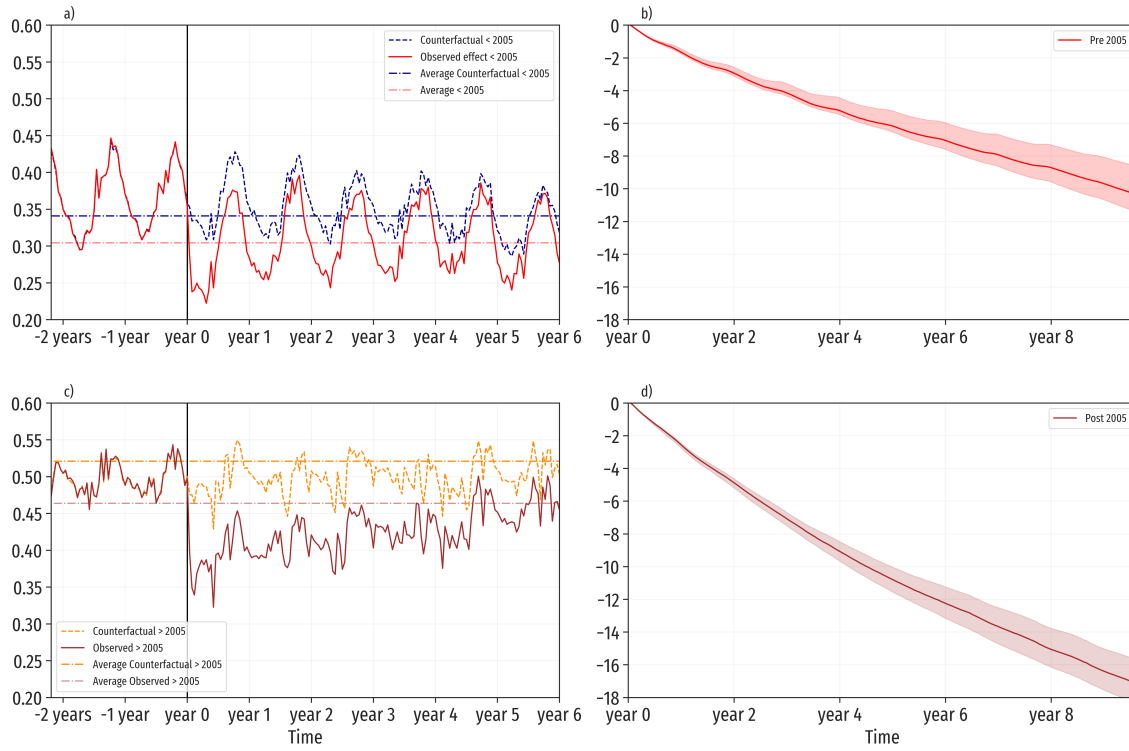 a)
0.60
0.55
0.50
0.45
0.40
0.35
0.30
0.25
0.20
Counterfactual < 2005
Observed effect < 2005
Average Counterfactual < 2005
Average < 2005
-2 years -1 year year 0 year 1 year 2 year 3 year 4 year 5 year 6
b)
0
−2
−4
−6
−8
−10
−12
−14
−16
−18
Pre 2005
year 0 year 2 year 4 year 6 year 8
c)
0.60
0.55
0.50
0.45
0.40
0.35
0.30
0.25
0.20
Counterfactual > 2005
Observed > 2005
Average Counterfactual > 2005
Average Observed > 2005
-2 years -1 year year 0 year 1 year 2 year 3 year 4 year 5 year 6
Time
d)
0
−2
−4
−6
−8
−10
−12
−14
−16
−18
Post 2005
year 0 year 2 year 4 year 6 year 8
Time